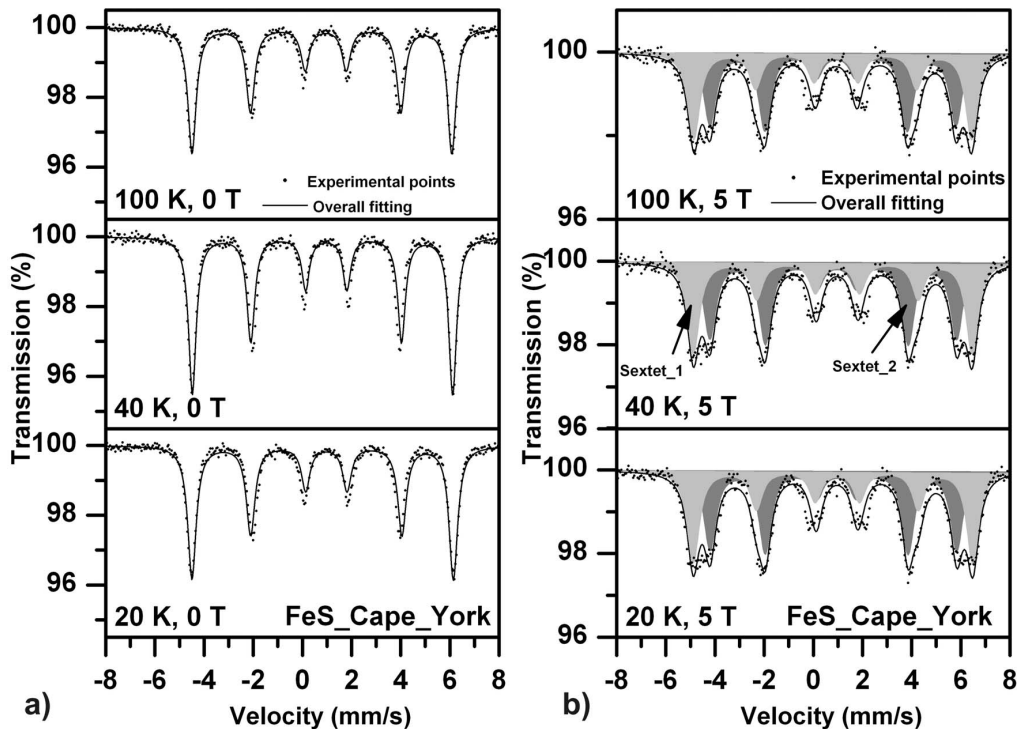 100
98
96
100 K, 0 T
Experimental points
Overall fitting
100
98
96
40 K, 0 T
100
98
96
20 K, 0 T
FeS_Cape_York
Transmission (%)
-8 -6 -4 -2 0 2 4 6 8
Velocity (mm/s)
a)
100
100 K, 5 T
Experimental points
Overall fitting
96
100
98
Sextet_1
Sextet_2
40 K, 5 T
96
100
98
20 K, 5 T
FeS_Cape_York
96
Transmission (%)
-8 -6 -4 -2 0 2 4 6 8
Velocity (mm/s)
b)